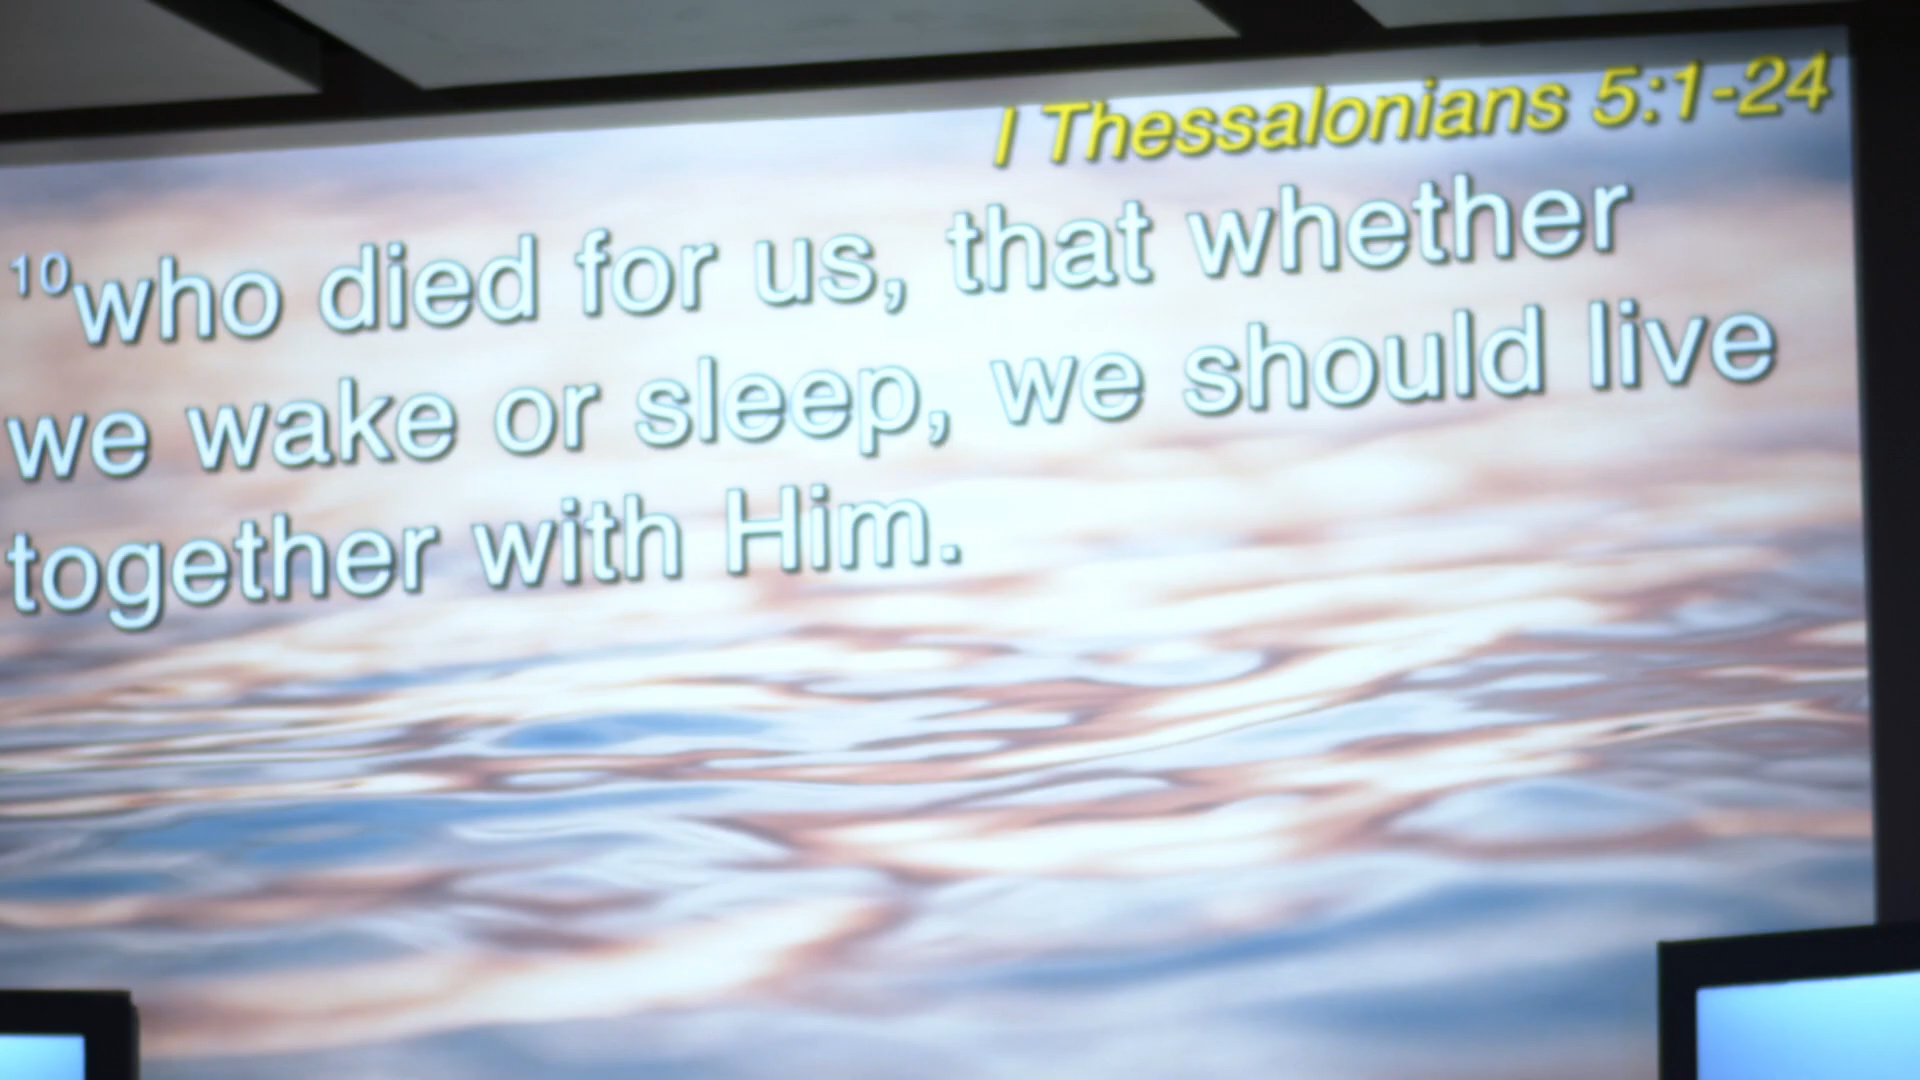 I Thessalonians 5:1-24
10who died for us, that whether
we wake or sleep, we should live
together with Him.